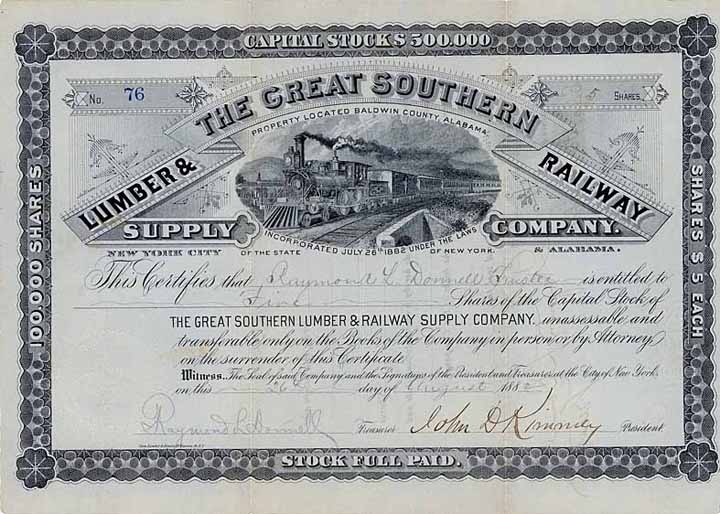 CAPITAL STOCK $ 500.000
No. 76
5 SHARES
THE GREAT SOUTHERN
PROPERTY LOCATED BALDWIN COUNTY, ALABAMA.
LUMBER & RAILWAY
SUPPLY COMPANY.
INCORPORATED JULY 26th 1882 UNDER THE LAWS
NEW YORK CITY OF THE STATE OF NEW YORK. & ALABAMA.
100,000 SHARES.
SHARES $ 5 EACH
This Certifies that Raymond L. Donnell Trustee is entitled to
Five Shares of the Capital Stock of
THE GREAT SOUTHERN LUMBER & RAILWAY SUPPLY COMPANY, unassessable and
transferable only on the Books of the Company in person or by Attorney,
on the surrender of this Certificate
Witness. The Seal of said Company and the Signatures of the President and Treasurer at the City of New York.
on this 26 day of August 1882
Raymond L Donnell Treasurer John D Kimmey President.
STOCK FULL PAID.